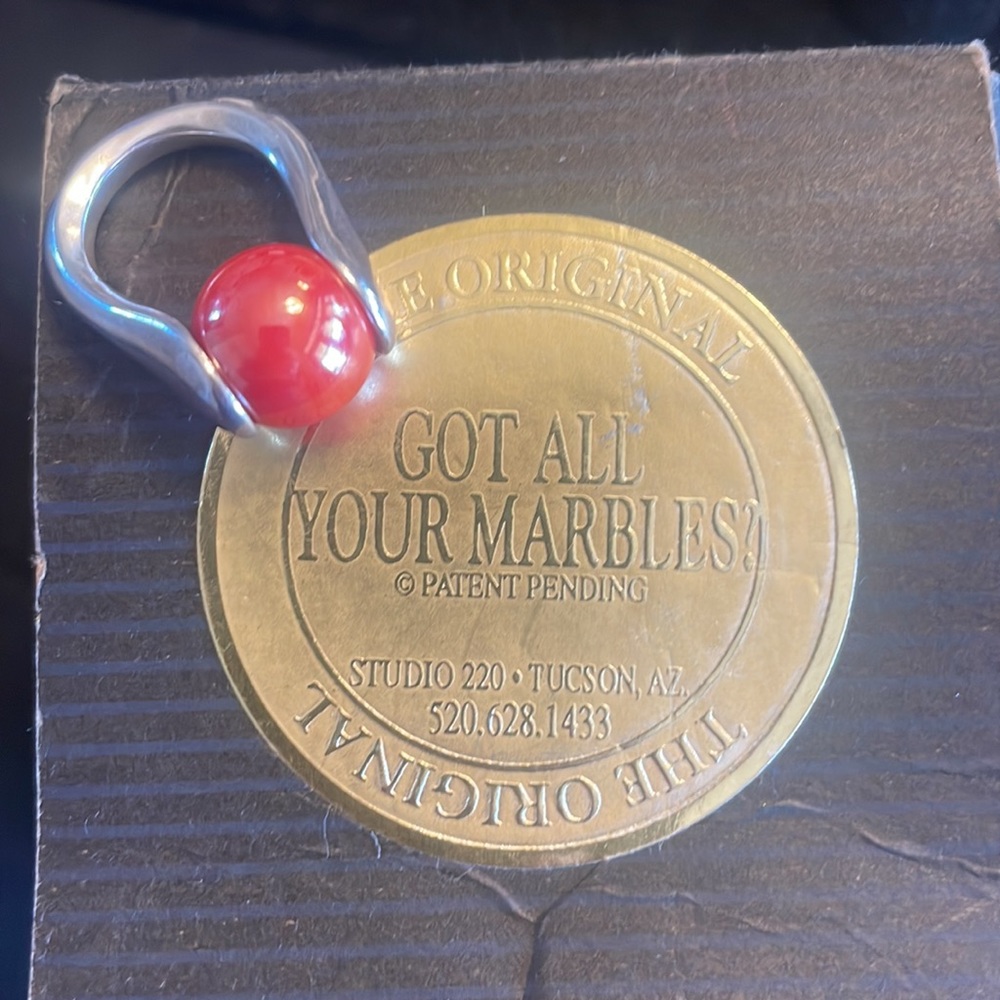 THE ORIGINAL
GOT ALL
YOUR MARBLES?
© PATENT PENDING
STUDIO 220 • TUCSON, AZ.
520.628.1433
THE ORIGINAL